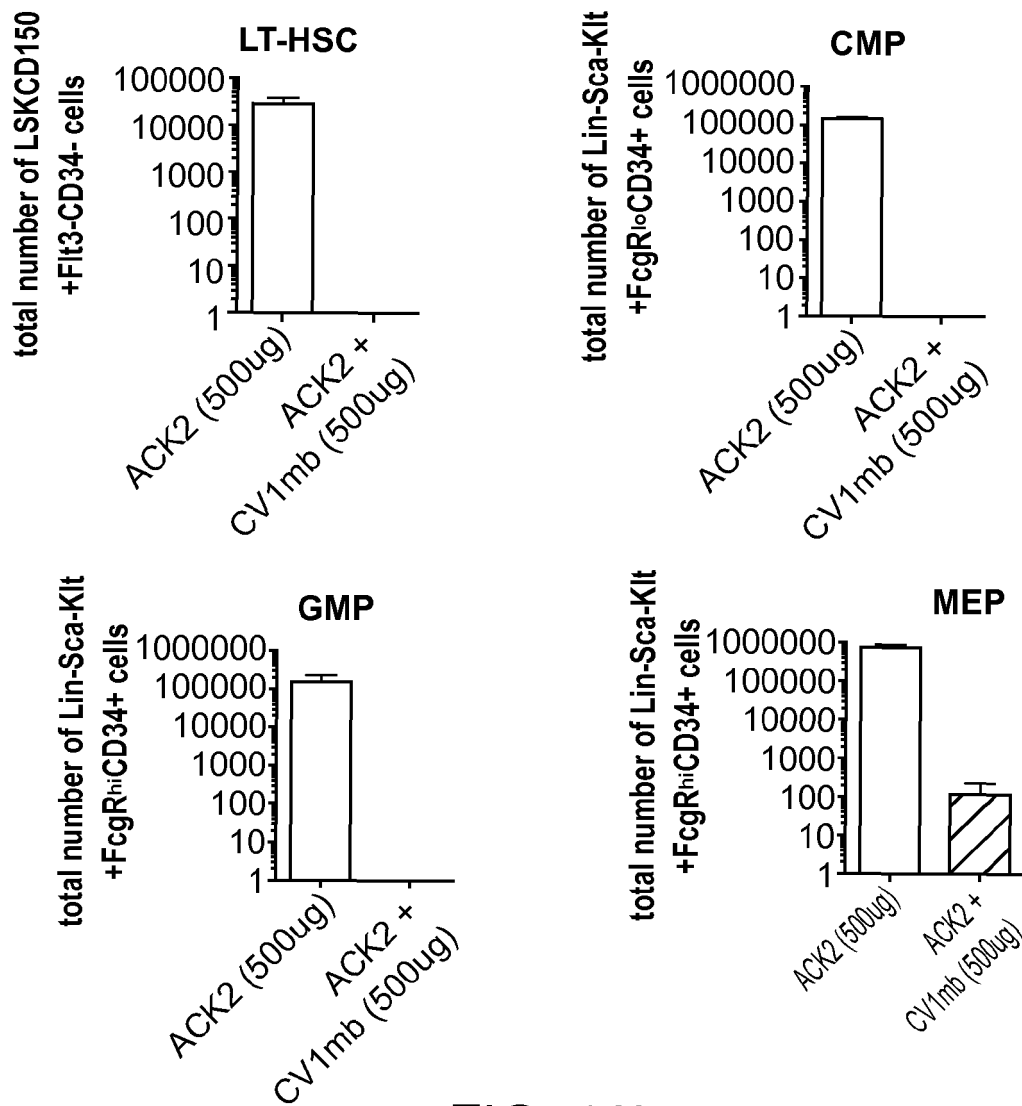 LT-HSC
total number of LSKCD150
+Flt3-CD34- cells
100000
10000
1000
100
10
1
ACK2 (500ug)
ACK2 +
CV1mb (500ug)
CMP
total number of Lin-Sca-KIt
+FcgRloCD34+ cells
1000000
100000
10000
1000
100
10
1
ACK2 (500ug)
ACK2 +
CV1mb (500ug)
GMP
total number of Lin-Sca-KIt
+FcgRhiCD34+ cells
1000000
100000
10000
1000
100
10
1
ACK2 (500ug)
ACK2 +
CV1mb (500ug)
MEP
total number of Lin-Sca-KIt
+FcgRhiCD34+ cells
1000000
100000
10000
1000
100
10
1
ACK2 (500ug)
ACK2 +
CV1mb (500ug)